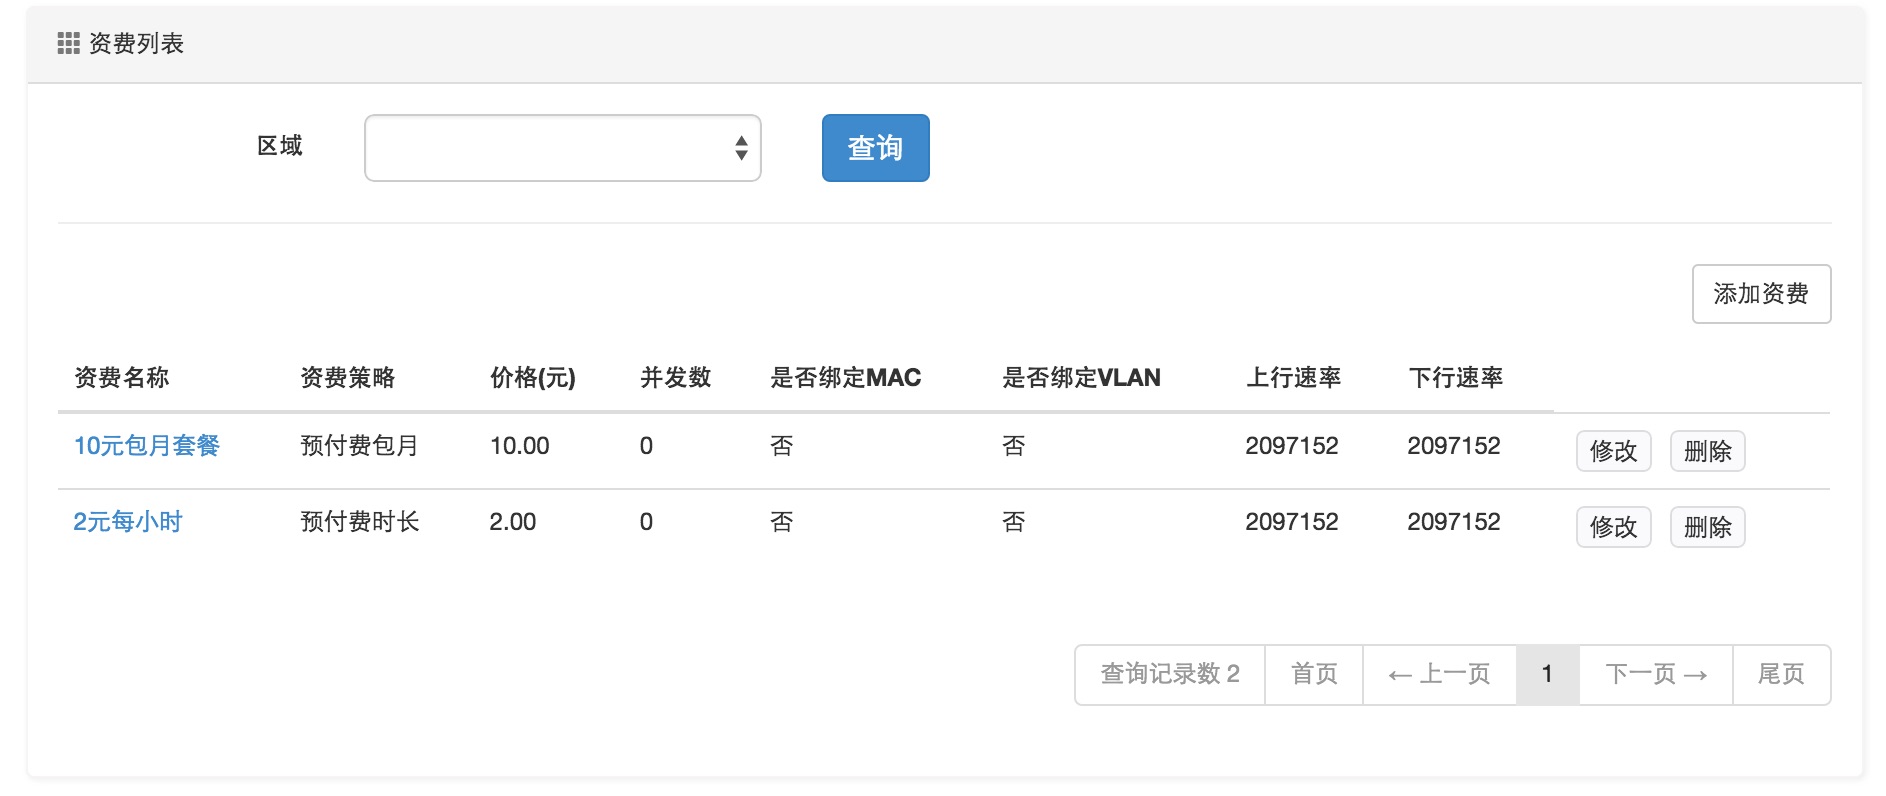 资费列表
区域 查询
添加资费
资费名称 资费策略 价格(元) 并发数 是否绑定MAC 是否绑定VLAN 上行速率 下行速率
10元包月套餐 预付费包月 10.00 0 否 否 2097152 2097152 修改 删除
2元每小时 预付费时长 2.00 0 否 否 2097152 2097152 修改 删除
查询记录数 2 首页 ← 上一页 1 下一页 → 尾页